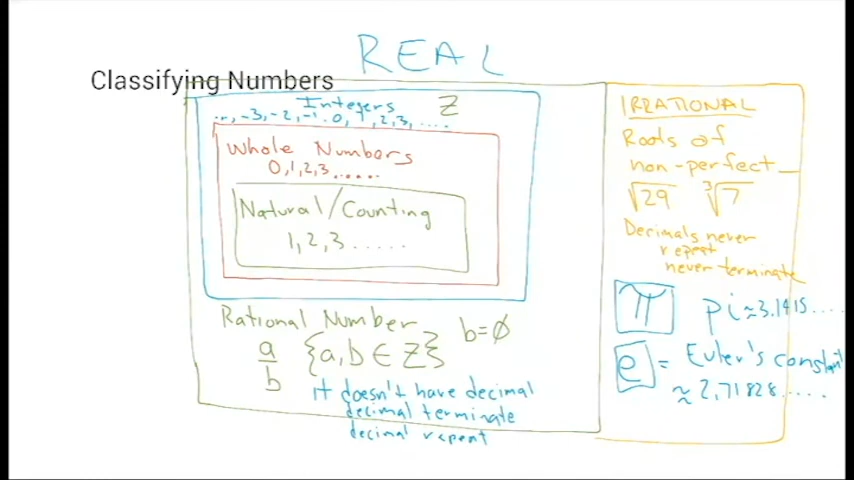 REAL
Classifying Numbers
Integers Z
..., -3, -2, -1, 0, 1, 2, 3, ....
Whole Numbers
0, 1, 2, 3 .....
Natural/Counting
1, 2, 3 ......
Rational Number
a/b {a, b ∈ Z} b=∅
It doesn't have decimal
decimal terminate
decimal repeat
IRRATIONAL
Roots of
non-perfect _
√29 ³√7
Decimals never
repeat
never terminate
π pi ≈ 3.1415....
e = Euler's constant
≈ 2.71828.....